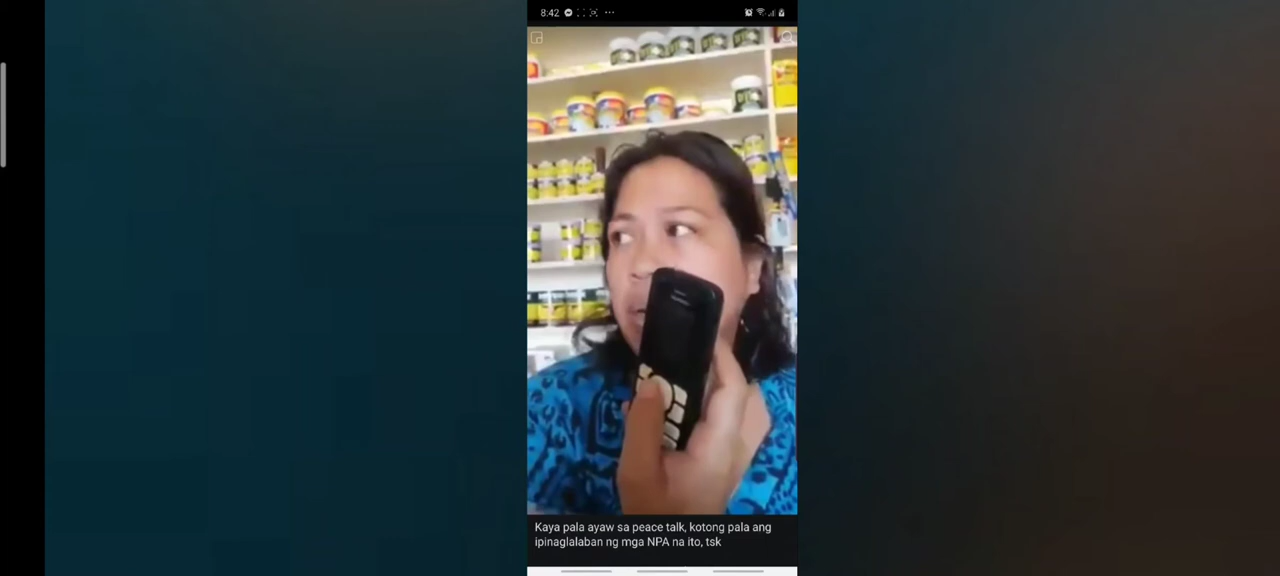 8:42
Kaya pala ayaw sa peace talk, kotong pala ang
ipinaglalaban ng mga NPA na ito, tsk